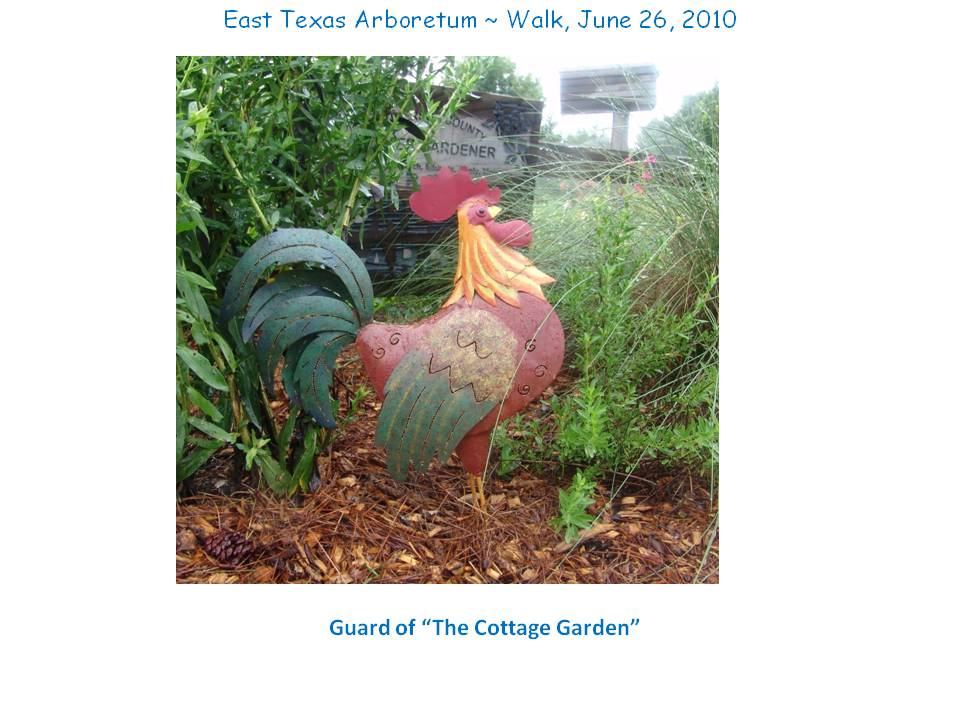 East Texas Arboretum ~ Walk, June 26, 2010
COUNTY
GARDENER
Guard of “The Cottage Garden”